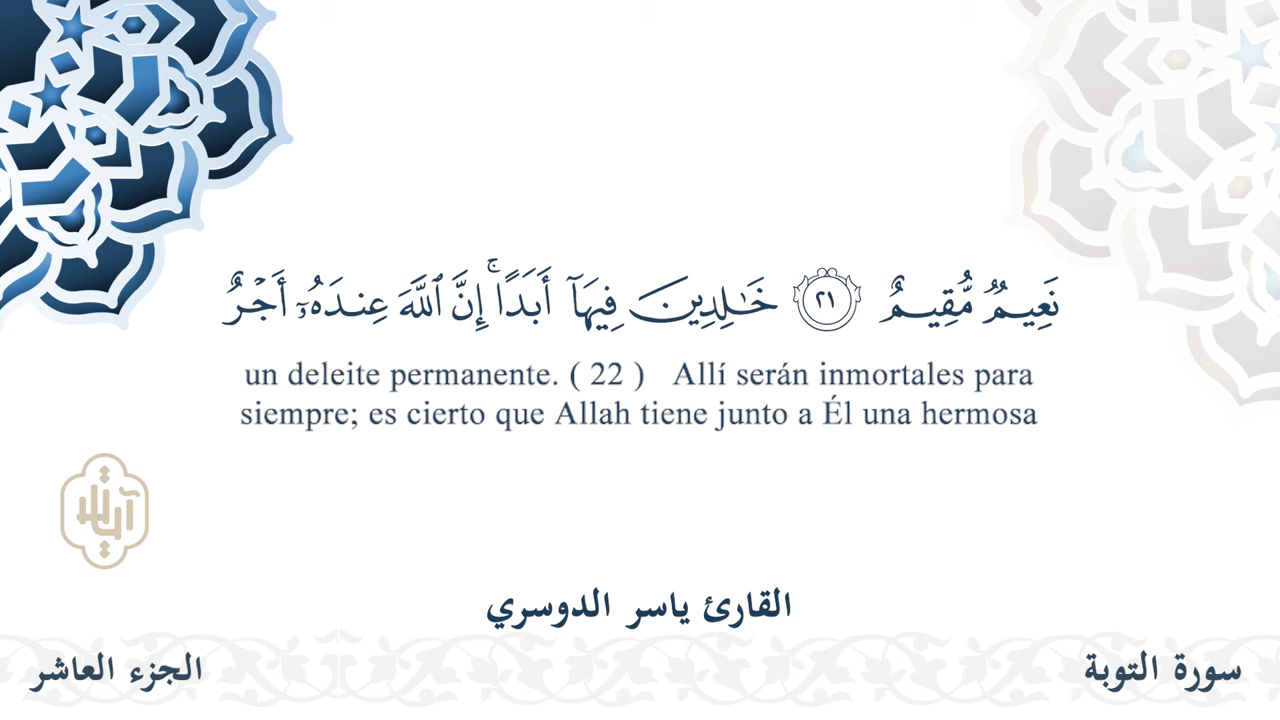 نَعِيمٌ مُّقِيمٌ ٢١ خَٰلِدِينَ فِيهَآ أَبَدًاۚ إِنَّ ٱللَّهَ عِندَهُۥٓ أَجْرٌ
un deleite permanente. ( 22 ) Allí serán inmortales para
siempre; es cierto que Allah tiene junto a Él una hermosa
آيات
القارئ ياسر الدوسري
سورة التوبة
الجزء العاشر